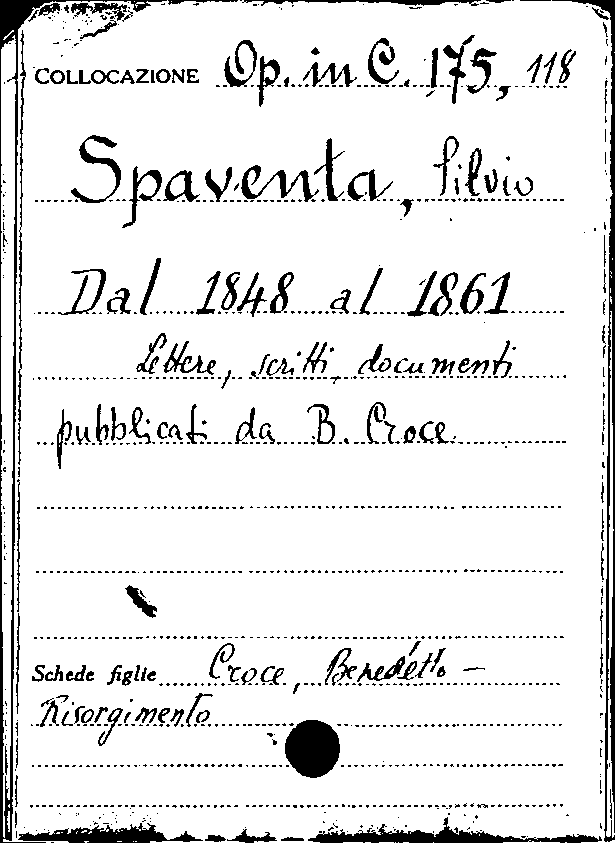 COLLOCAZIONE Op. in C. 175, 118
Spaventa, Silvio
Dal 1848 al 1861
Lettere, scritti, documenti
pubblicati da B. Croce
Schede figlie Croce, Benedetto –
Risorgimento